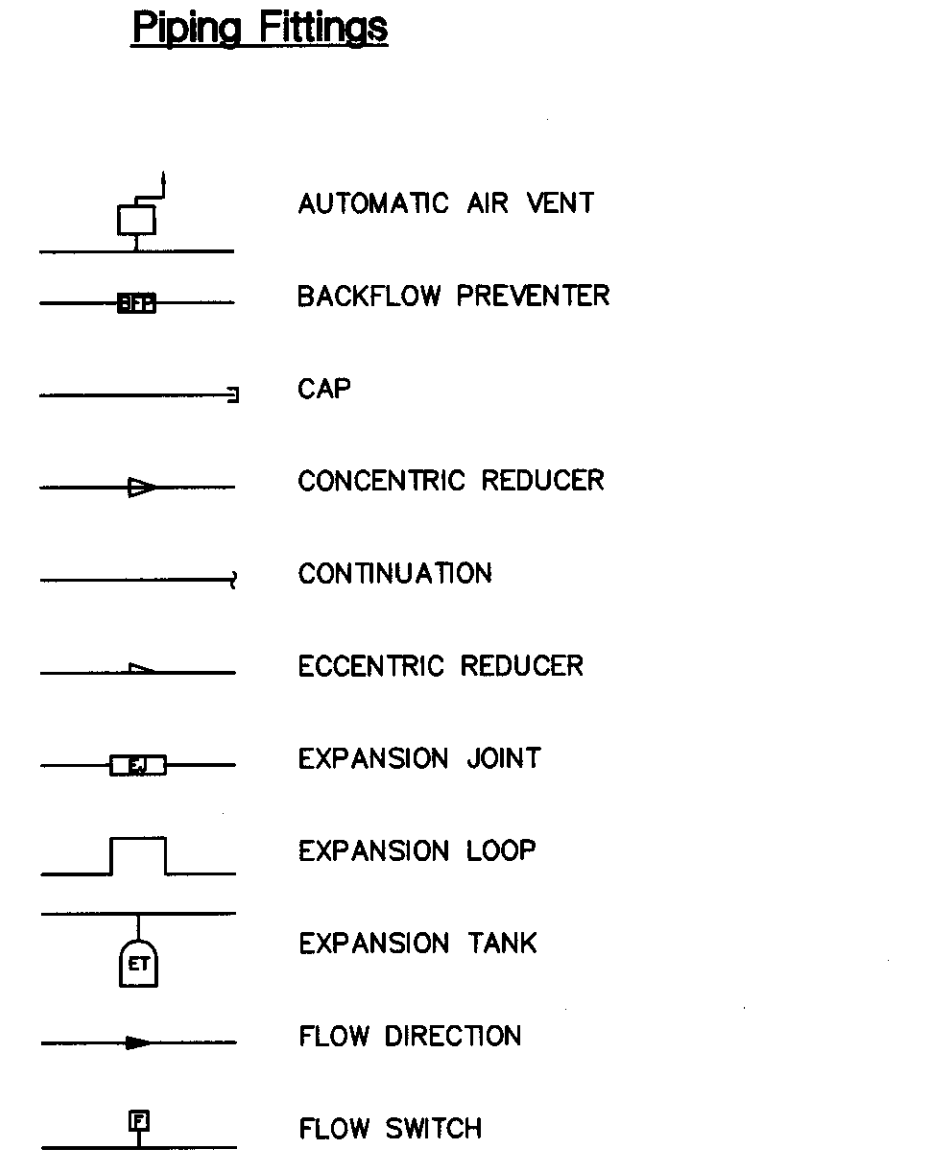 Piping Fittings
AUTOMATIC AIR VENT
BFP BACKFLOW PREVENTER
CAP
CONCENTRIC REDUCER
CONTINUATION
ECCENTRIC REDUCER
EJ EXPANSION JOINT
EXPANSION LOOP
ET EXPANSION TANK
FLOW DIRECTION
F FLOW SWITCH